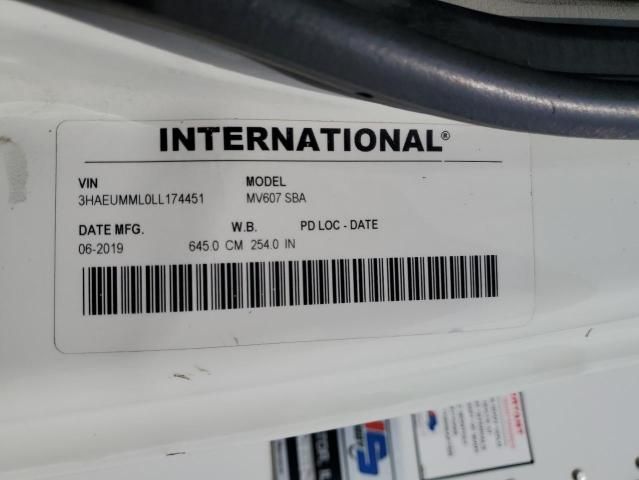 INTERNATIONAL®
VIN MODEL
3HAEUMML0LL174451 MV607 SBA
DATE MFG. W.B. PD LOC - DATE
06-2019 645.0 CM 254.0 IN